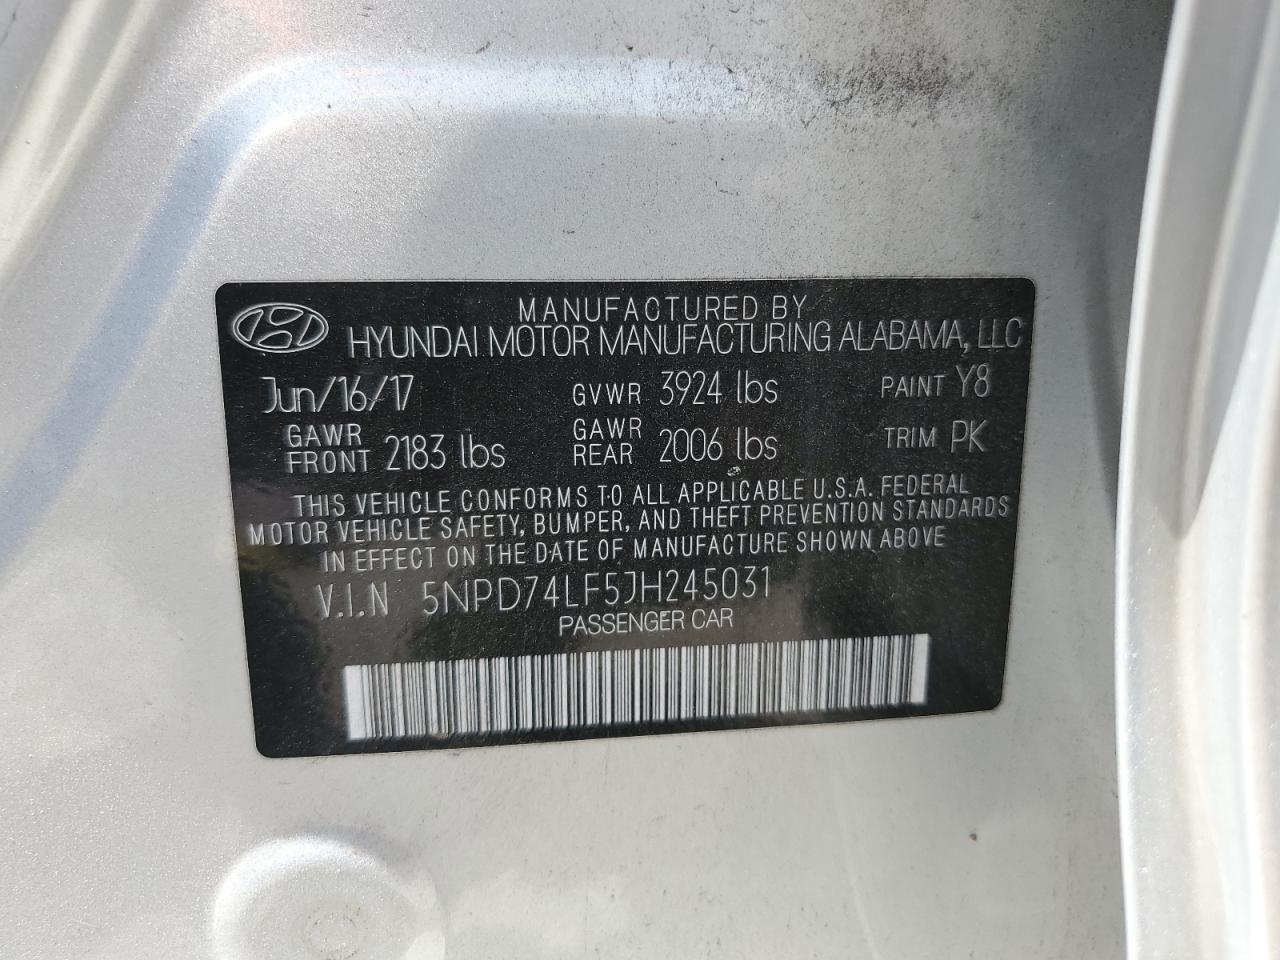 MANUFACTURED BY
HYUNDAI MOTOR MANUFACTURING ALABAMA, LLC
Jun/16/17 GVWR 3924 lbs PAINT Y8
GAWR FRONT 2183 lbs GAWR REAR 2006 lbs TRIM PK
THIS VEHICLE CONFORMS TO ALL APPLICABLE U.S.A. FEDERAL
MOTOR VEHICLE SAFETY, BUMPER, AND THEFT PREVENTION STANDARDS
IN EFFECT ON THE DATE OF MANUFACTURE SHOWN ABOVE
V.I.N 5NPD74LF5JH245031
PASSENGER CAR